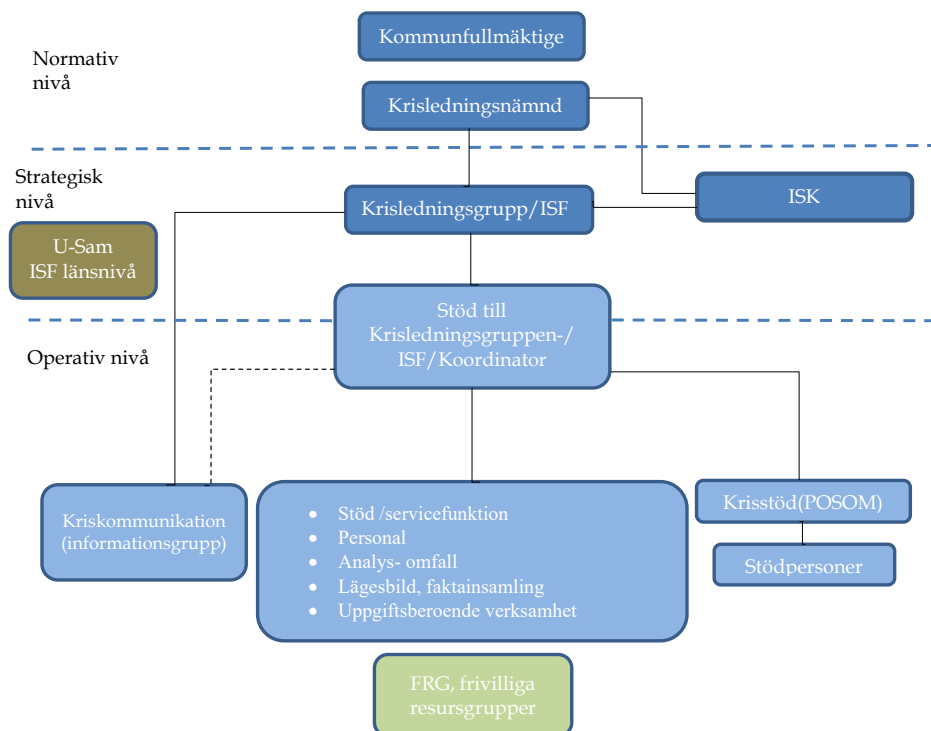 Kommunfullmäktige
Normativ
nivå
Krisledningsnämnd
Strategisk
nivå
Krisledningsgrupp/ISF
ISK
U-Sam
ISF länsnivå
Stöd till
Krisledningsgruppen-/
ISF/Koordinator
Operativ nivå
Kriskommunikation
(informationsgrupp)
• Stöd /servicefunktion
• Personal
• Analys- omfall
• Lägesbild, faktainsamling
• Uppgiftsberoende verksamhet
Krisstöd(POSOM)
Stödpersoner
FRG, frivilliga
resursgrupper